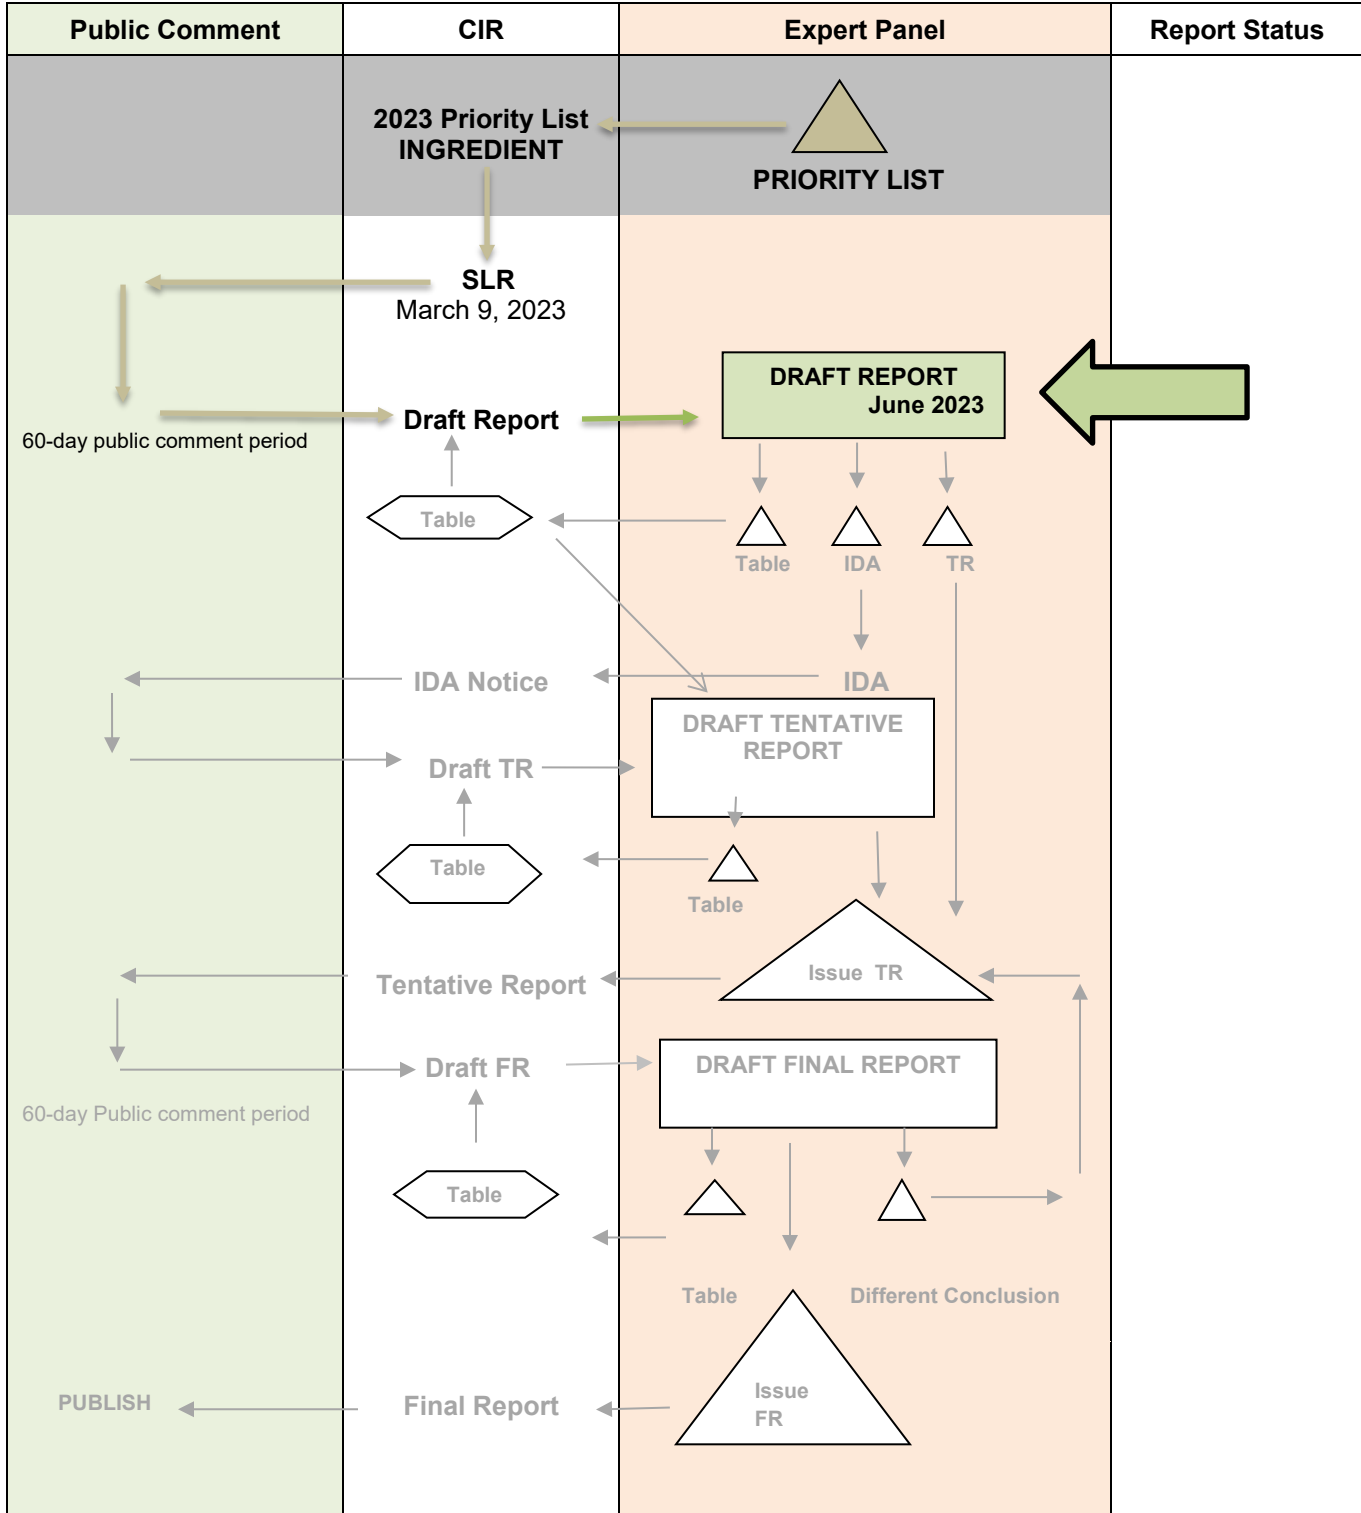 Public Comment
CIR
Expert Panel
Report Status
2023 Priority List
INGREDIENT
PRIORITY LIST
SLR
March 9, 2023
DRAFT REPORT
June 2023
60-day public comment period
Draft Report
Table
Table
IDA
TR
IDA Notice
IDA
DRAFT TENTATIVE
REPORT
Draft TR
Table
Table
Issue TR
Tentative Report
Draft FR
DRAFT FINAL REPORT
60-day Public comment period
Table
Table
Different Conclusion
PUBLISH
Final Report
Issue
FR